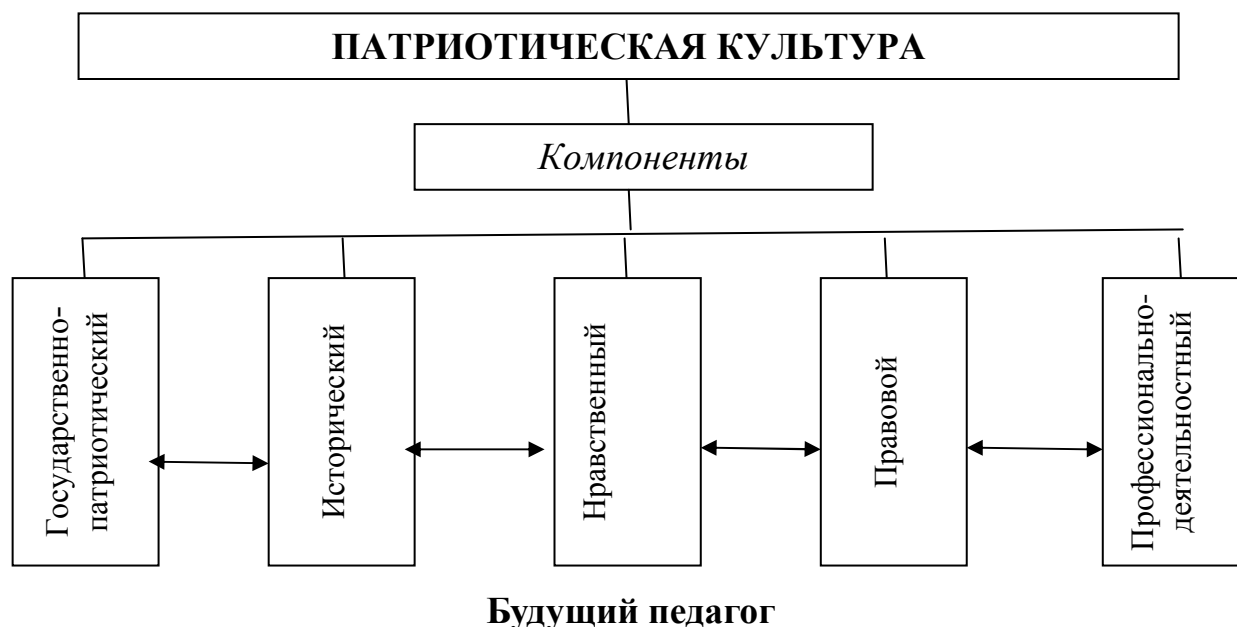 ПАТРИОТИЧЕСКАЯ КУЛЬТУРА
Компоненты
Государственно-
патриотический
Исторический
Нравственный
Правовой
Профессионально-
деятельностный
Будущий педагог